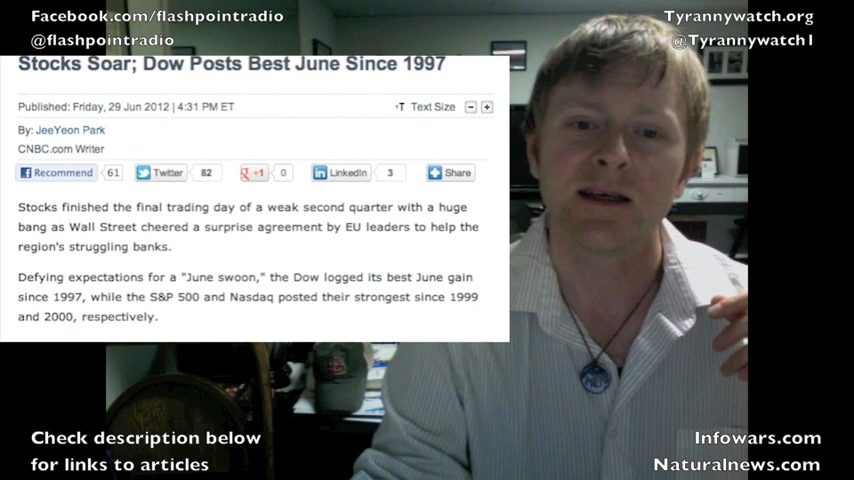 Facebook.com/flashpointradio
@flashpointradio
Tyrannywatch.org
@Tyrannywatch1
Stocks Soar; Dow Posts Best June Since 1997
Published: Friday, 29 Jun 2012 | 4:31 PM ET
TT Text Size - +
By: JeeYeon Park
CNBC.com Writer
Recommend 61 Twitter 82 +1 0 LinkedIn 3 Share
Stocks finished the final trading day of a weak second quarter with a huge
bang as Wall Street cheered a surprise agreement by EU leaders to help the
region's struggling banks.
Defying expectations for a "June swoon," the Dow logged its best June gain
since 1997, while the S&P 500 and Nasdaq posted their strongest since 1999
and 2000, respectively.
Check description below
for links to articles
Infowars.com
Naturalnews.com